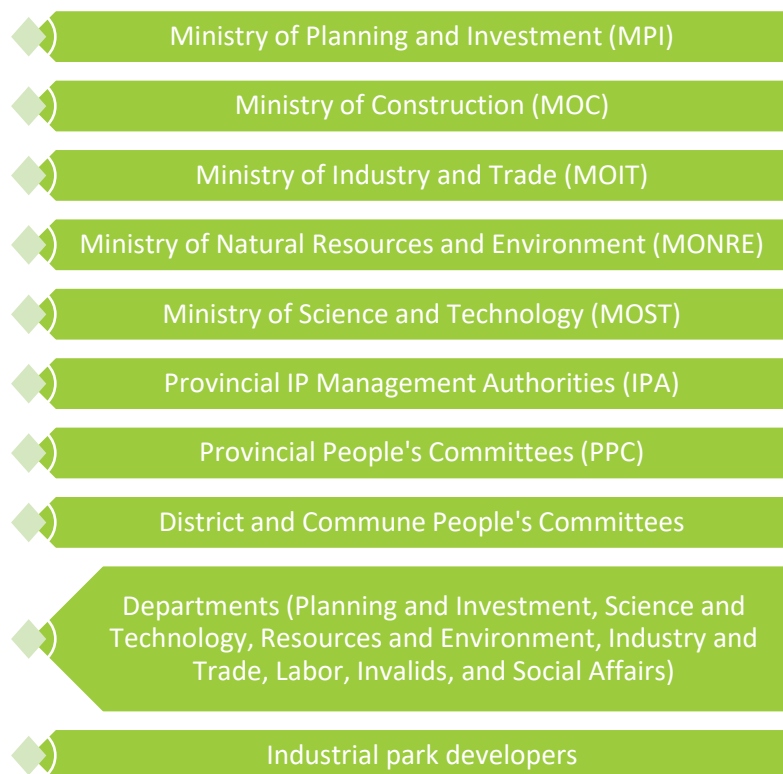 Ministry of Planning and Investment (MPI)
Ministry of Construction (MOC)
Ministry of Industry and Trade (MOIT)
Ministry of Natural Resources and Environment (MONRE)
Ministry of Science and Technology (MOST)
Provincial IP Management Authorities (IPA)
Provincial People's Committees (PPC)
District and Commune People's Committees
Departments (Planning and Investment, Science and
Technology, Resources and Environment, Industry and
Trade, Labor, Invalids, and Social Affairs)
Industrial park developers